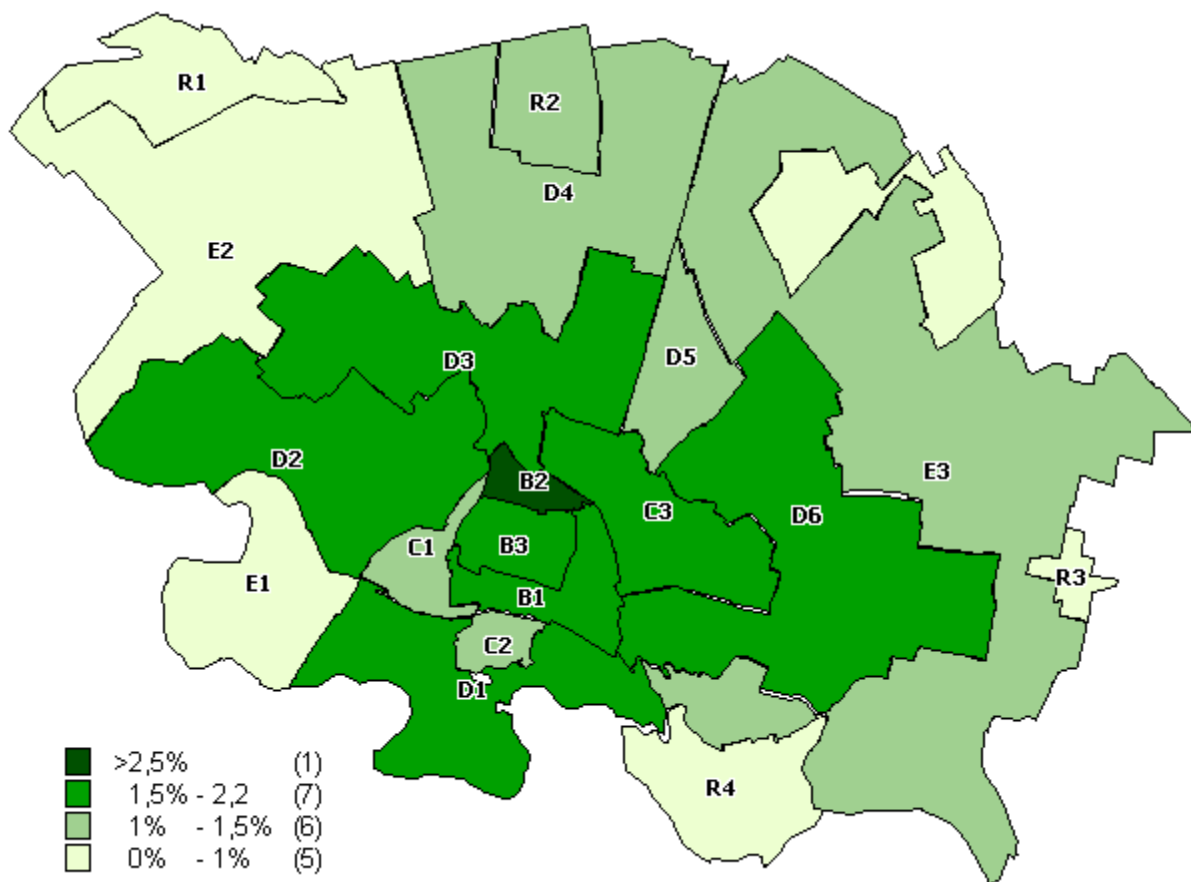 R1
R2
D4
E2
D3
D5
D2
B2
E3
C3
D6
B3
C1
R3
E1
B1
C2
D1
R4
>2,5% (1)
1,5% - 2,2 (7)
1% - 1,5% (6)
0% - 1% (5)